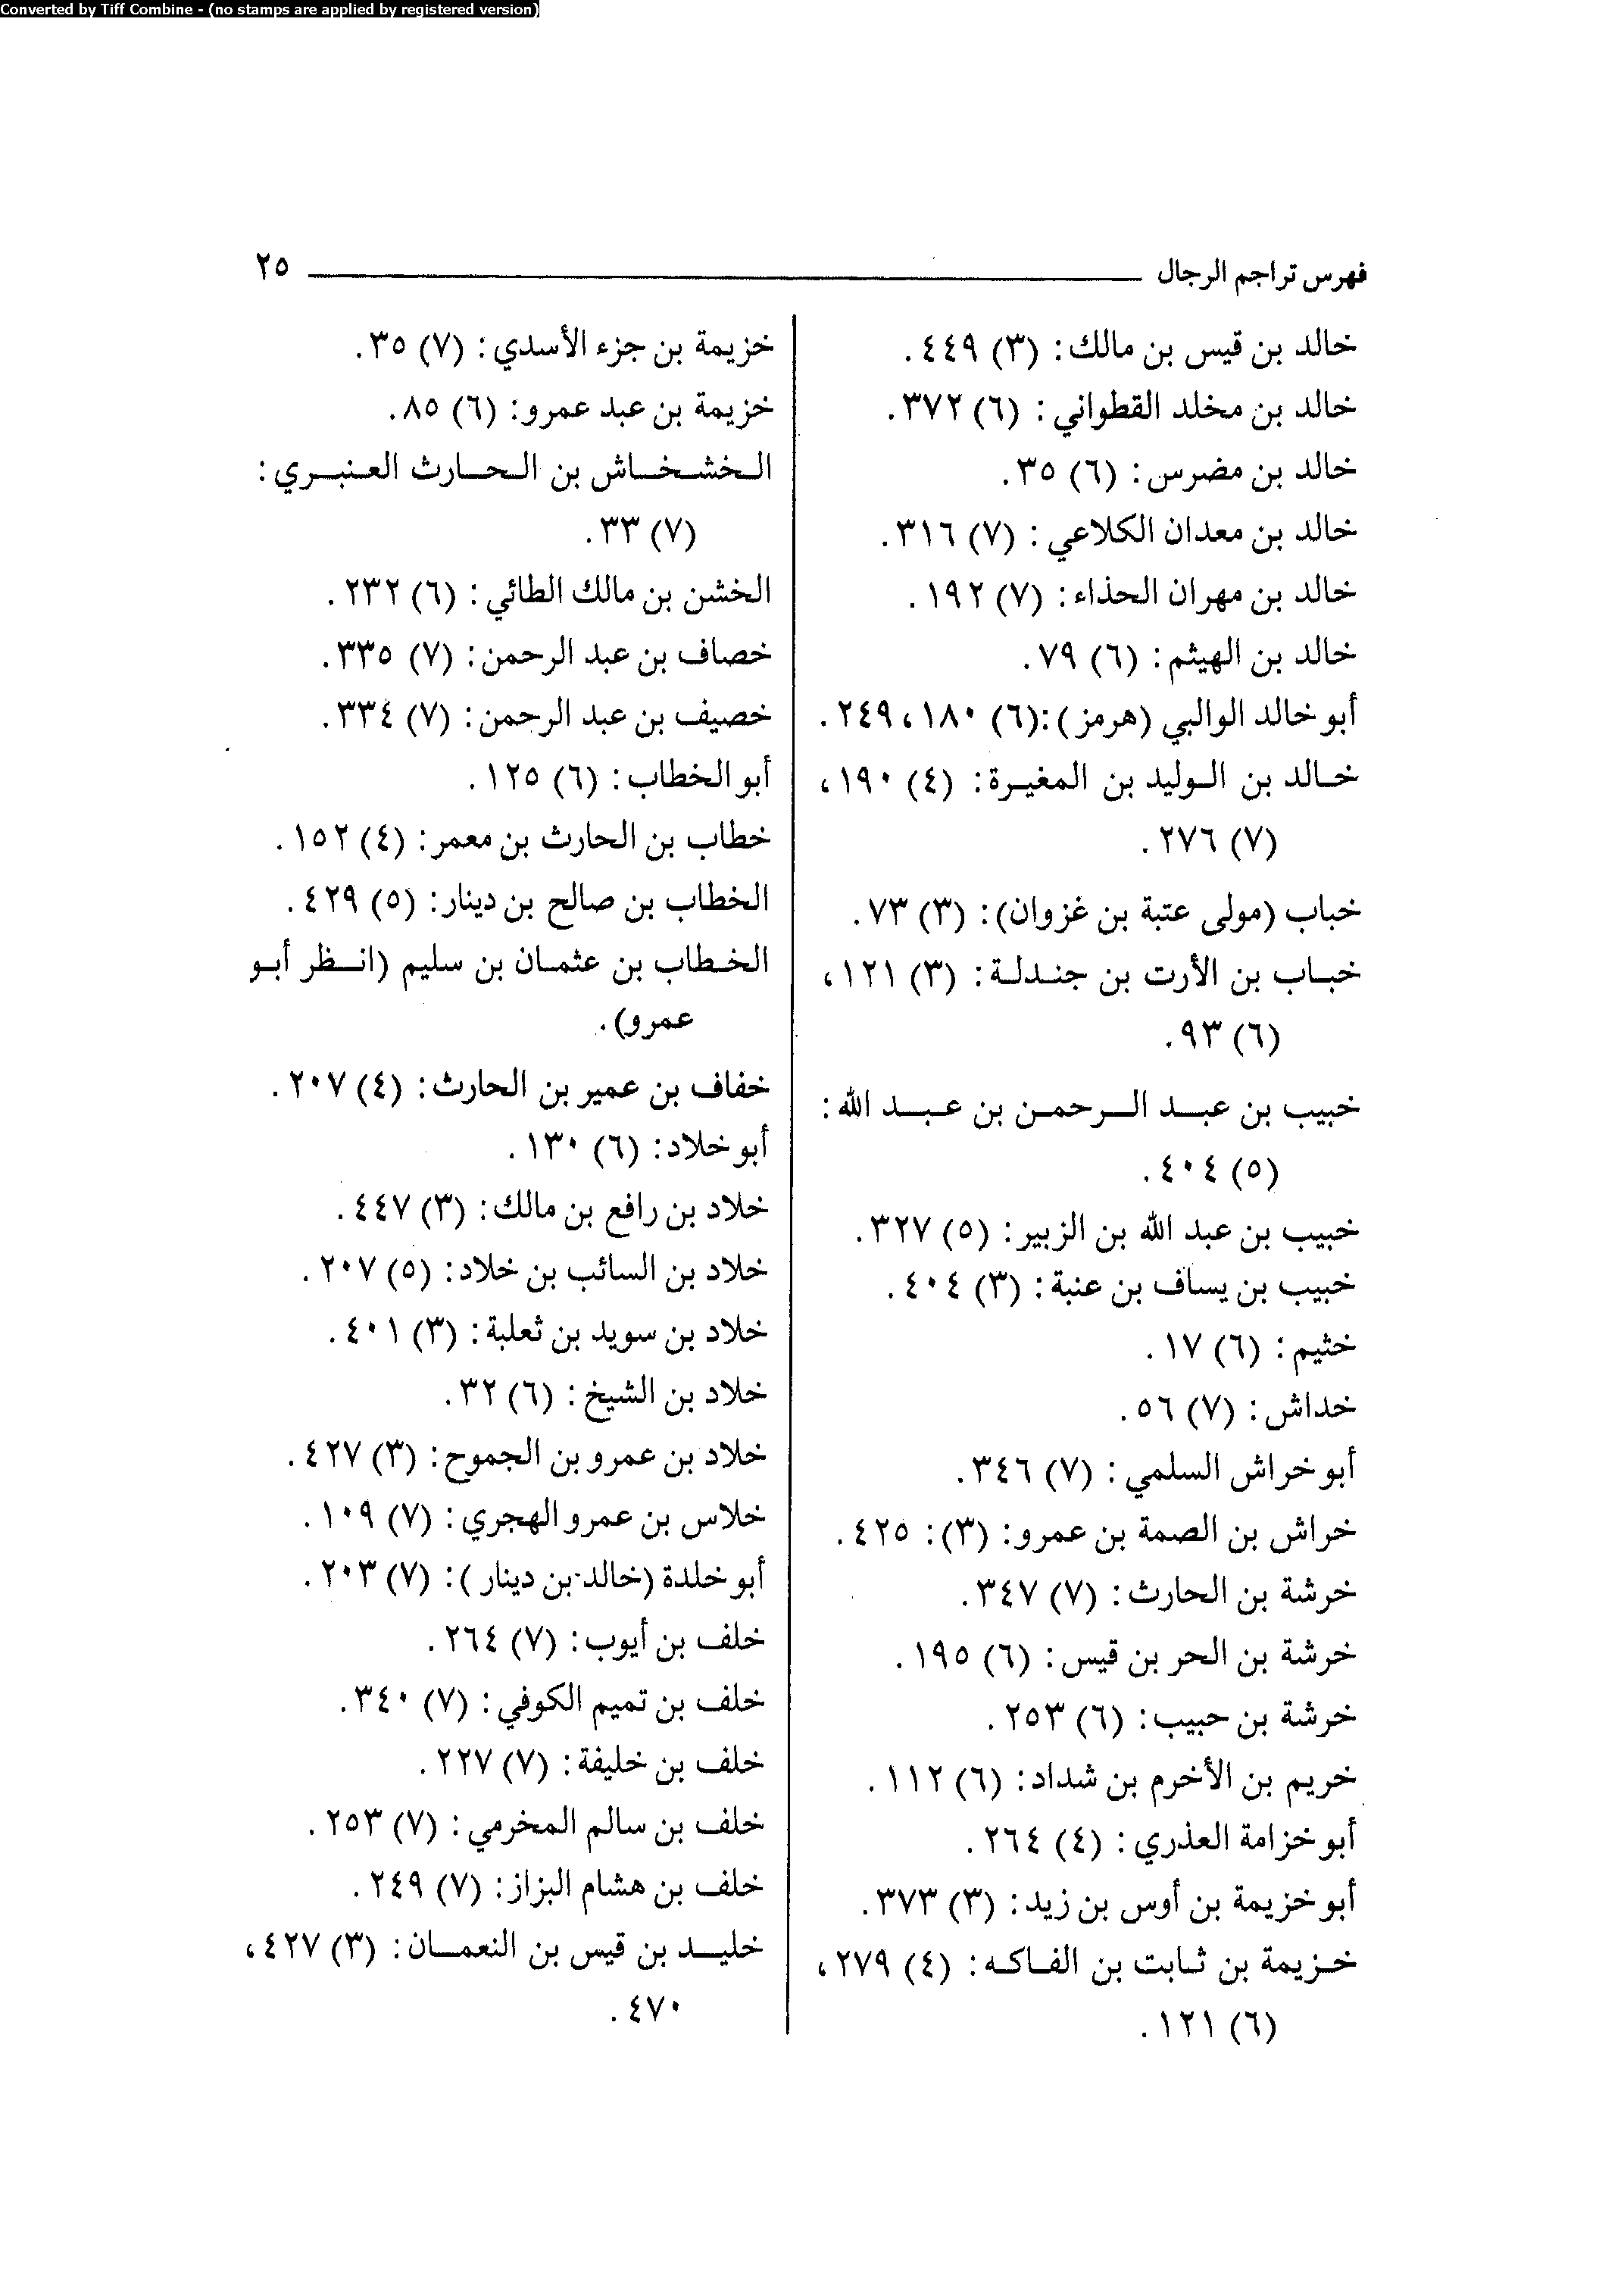 Converted by Tiff Combine - (no stamps are applied by registered version)
فهرس تراجم الرجال ٢٥
خالد بن قيس بن مالك: (٣) ٤٤٩.
خالد بن مخلد القطواني: (٦) ٣٧٢.
خالد بن مضرس: (٦) ٣٥.
خالد بن معدان الكلاعي: (٧) ٣١٦.
خالد بن مهران الحذاء: (٧) ١٩٢.
خالد بن الهيثم: (٦) ٧٩.
أبو خالد الوالبي (هرمز):(٦) ١٨٠، ٢٤٩.
خالد بن الوليد بن المغيرة: (٤) ١٩٠،
(٧) ٢٧٦.
خباب (مولى عتبة بن غزوان): (٣) ٧٣.
خباب بن الأرت بن جندلة: (٣) ١٢١،
(٦) ٩٣.
خبيب بن عبد الرحمن بن عبد الله:
(٥) ٤٠٤.
خبيب بن عبد الله بن الزبير: (٥) ٣٢٧.
خبيب بن يساف بن عنبة: (٣) ٤٠٤.
خثيم: (٦) ١٧.
خداش: (٧) ٥٦.
أبو خراش السلمي: (٧) ٣٤٦.
خراش بن الصمة بن عمرو: (٣): ٤٢٥.
خرشة بن الحارث: (٧) ٣٤٧.
خرشة بن الحر بن قيس: (٦) ١٩٥.
خرشة بن حبيب: (٦) ٢٥٣.
خريم بن الأخرم بن شداد: (٦) ١١٢.
أبو خزامة العذري: (٤) ٢٦٤.
أبو خزيمة بن أوس بن زيد: (٣) ٣٧٣.
خزيمة بن ثابت بن الفاكه: (٤) ٢٧٩،
(٦) ١٢١.
خزيمة بن جزء الأسدي: (٧) ٣٥.
خزيمة بن عبد عمرو: (٦) ٨٥.
الخشخاش بن الحارث العنبري:
(٧) ٣٣.
الخشن بن مالك الطائي: (٦) ٢٣٢.
خصاف بن عبد الرحمن: (٧) ٣٣٥.
خصيف بن عبد الرحمن: (٧) ٣٣٤.
أبو الخطاب: (٦) ١٢٥.
خطاب بن الحارث بن معمر: (٤) ١٥٢.
الخطاب بن صالح بن دينار: (٥) ٤٢٩.
الخطاب بن عثمان بن سليم (انظر أبو
عمرو).
خفاف بن عمير بن الحارث: (٤) ٢٠٧.
أبو خلاد: (٦) ١٣٠.
خلاد بن رافع بن مالك: (٣) ٤٤٧.
خلاد بن السائب بن خلاد: (٥) ٢٠٧.
خلاد بن سويد بن ثعلبة: (٣) ٤٠١.
خلاد بن الشيخ: (٦) ٣٢.
خلاد بن عمرو بن الجموح: (٣) ٤٢٧.
خلاس بن عمرو الهجري: (٧) ١٠٩.
أبو خلدة (خالد بن دينار): (٧) ٢٠٣.
خلف بن أيوب: (٧) ٢٦٤.
خلف بن تميم الكوفي: (٧) ٣٤٠.
خلف بن خليفة: (٧) ٢٢٧.
خلف بن سالم المخرمي: (٧) ٢٥٣.
خلف بن هشام البزاز: (٧) ٢٤٩.
خليد بن قيس بن النعمان: (٣) ٤٢٧،
٤٧٠.